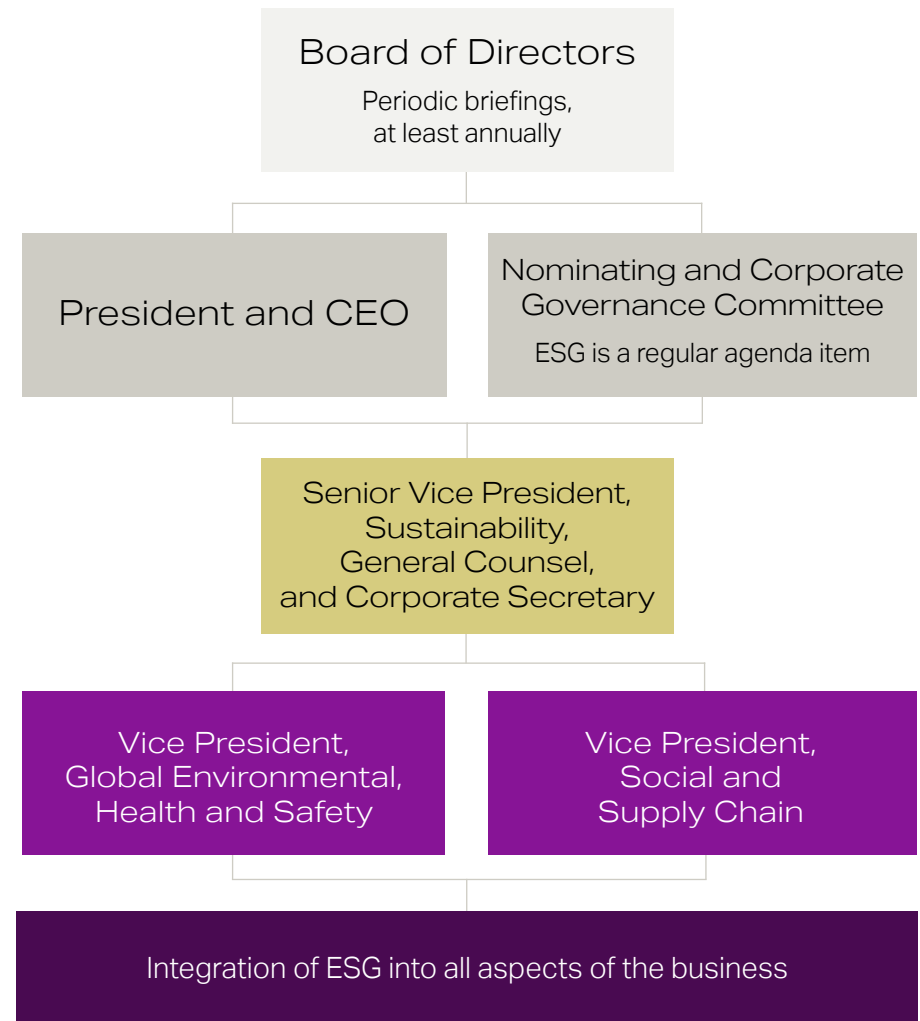 Board of Directors
Periodic briefings,
at least annually
President and CEO
Nominating and Corporate
Governance Committee
ESG is a regular agenda item
Senior Vice President,
Sustainability,
General Counsel,
and Corporate Secretary
Vice President,
Global Environmental,
Health and Safety
Vice President,
Social and
Supply Chain
Integration of ESG into all aspects of the business